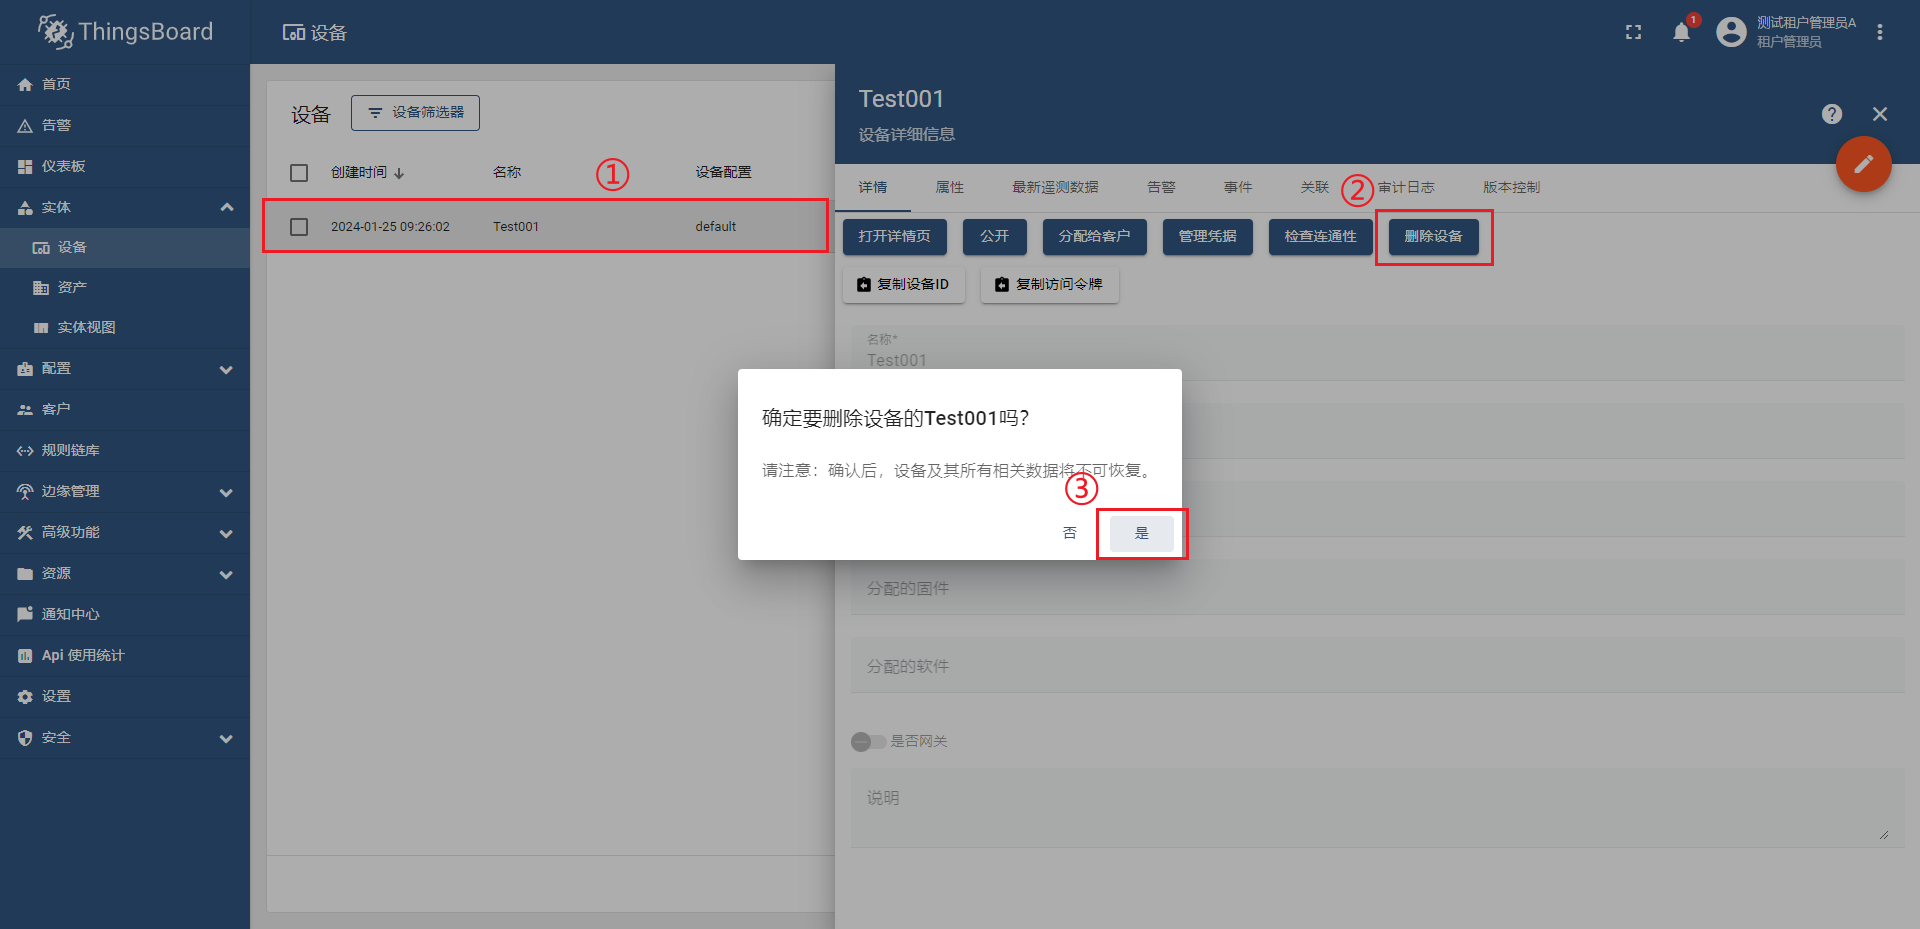 ThingsBoard
首页
告警
仪表板
实体
设备
资产
实体视图
配置
客户
规则链库
边缘管理
高级功能
资源
通知中心
Api 使用统计
设置
安全
设备
1
测试租户管理员A
租户管理员
设备
设备筛选器
创建时间
名称
①
设备配置
2024-01-25 09:26:02
Test001
default
Test001
设备详细信息
?
详情
属性
最新遥测数据
告警
事件
关联
②
审计日志
版本控制
打开详情页
公开
分配给客户
管理凭据
检查连通性
删除设备
复制设备ID
复制访问令牌
名称*
Test001
确定要删除设备的Test001吗?
请注意：确认后，设备及其所有相关数据将不可恢复。
③
否
是
分配的固件
分配的软件
是否网关
说明